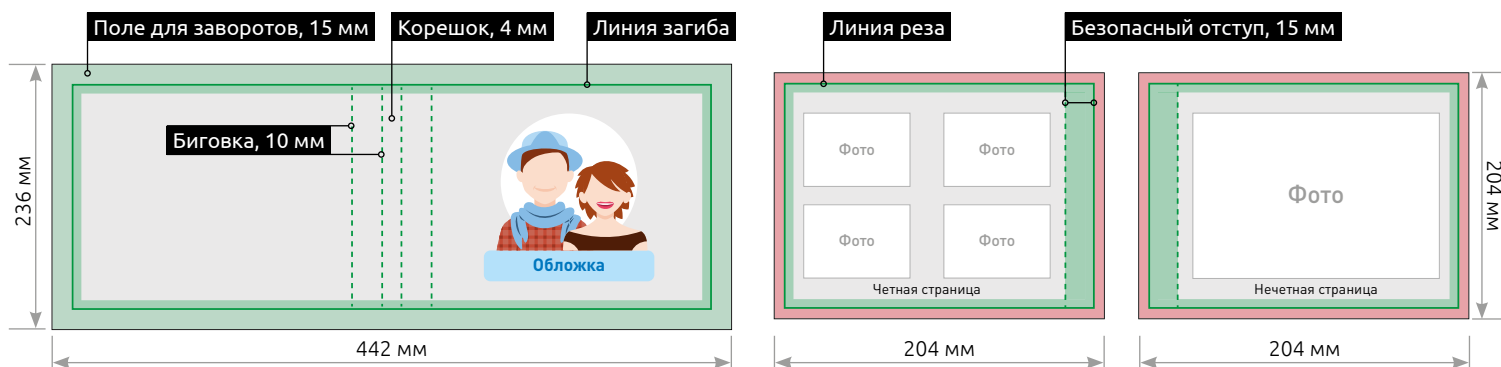 Поле для заворотов, 15 мм
Корешок, 4 мм
Линия загиба
Линия реза
Безопасный отступ, 15 мм
Биговка, 10 мм
236 мм
Обложка
442 мм
Фото
Фото
Фото
Фото
Четная страница
204 мм
Фото
Нечетная страница
204 мм
204 мм